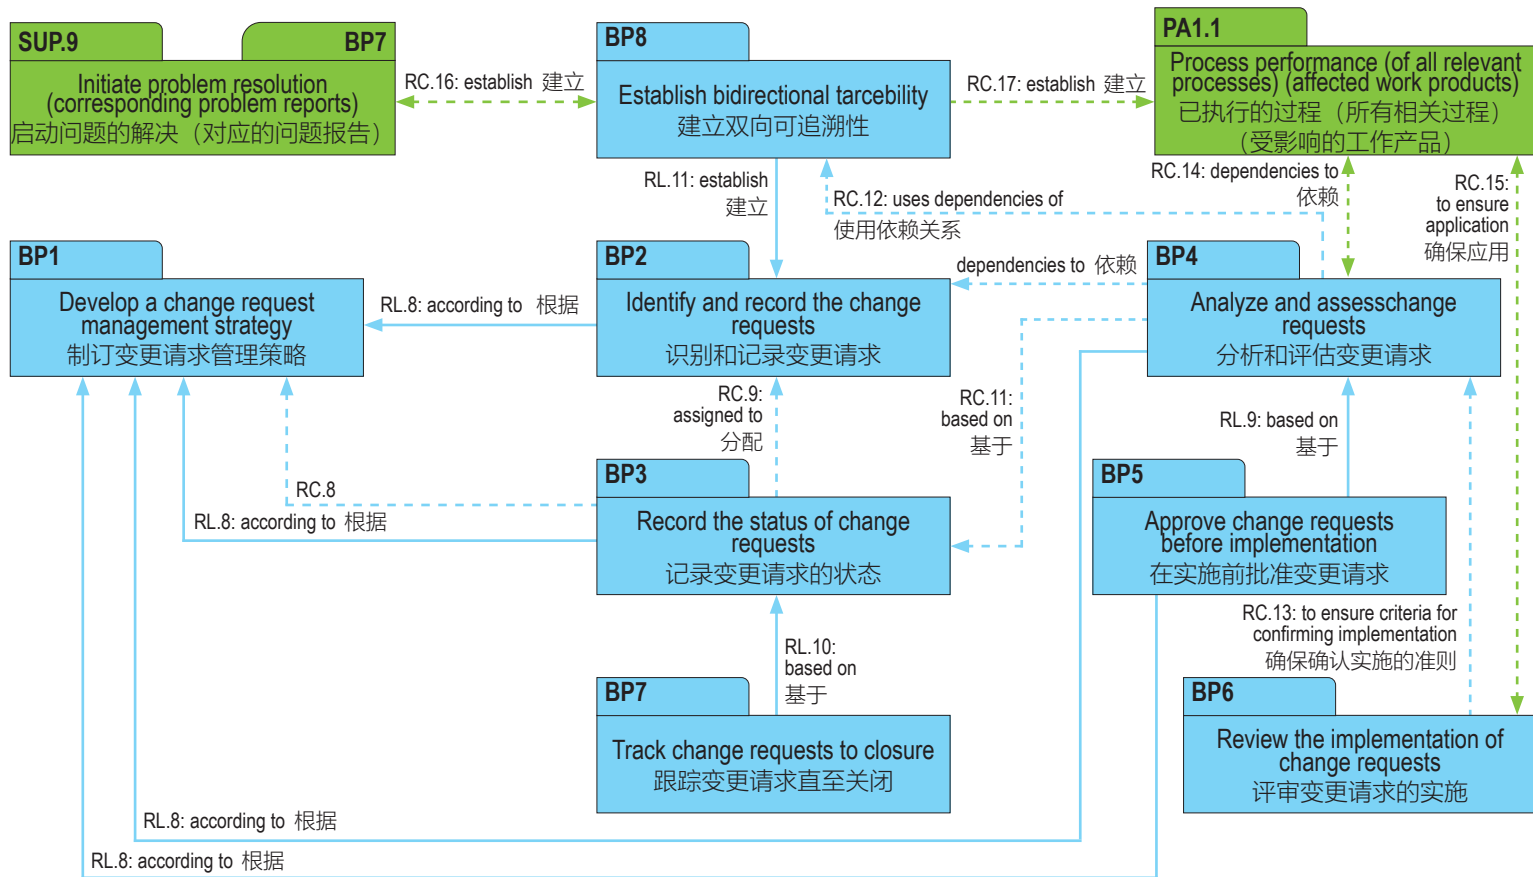 SUP.9
BP7
Initiate problem resolution
(corresponding problem reports)
启动问题的解决（对应的问题报告）
RC.16: establish 建立
BP8
Establish bidirectional tarcebility
建立双向可追溯性
RC.17: establish 建立
PA1.1
Process performance (of all relevant
processes) (affected work products)
已执行的过程（所有相关过程）
（受影响的工作产品）
RL.11: establish
建立
RC.12: uses dependencies of
使用依赖关系
RC.14: dependencies to
依赖
RC.15:
to ensure
application
确保应用
BP1
Develop a change request
management strategy
制订变更请求管理策略
RL.8: according to 根据
BP2
Identify and record the change
requests
识别和记录变更请求
dependencies to 依赖
BP4
Analyze and assesschange
requests
分析和评估变更请求
RC.9:
assigned to
分配
RC.11:
based on
基于
RL.9: based on
基于
RC.8
RL.8: according to 根据
BP3
Record the status of change
requests
记录变更请求的状态
BP5
Approve change requests
before implementation
在实施前批准变更请求
RL.10:
based on
基于
RC.13: to ensure criteria for
confirming implementation
确保确认实施的准则
BP7
Track change requests to closure
跟踪变更请求直至关闭
BP6
Review the implementation of
change requests
评审变更请求的实施
RL.8: according to 根据
RL.8: according to 根据